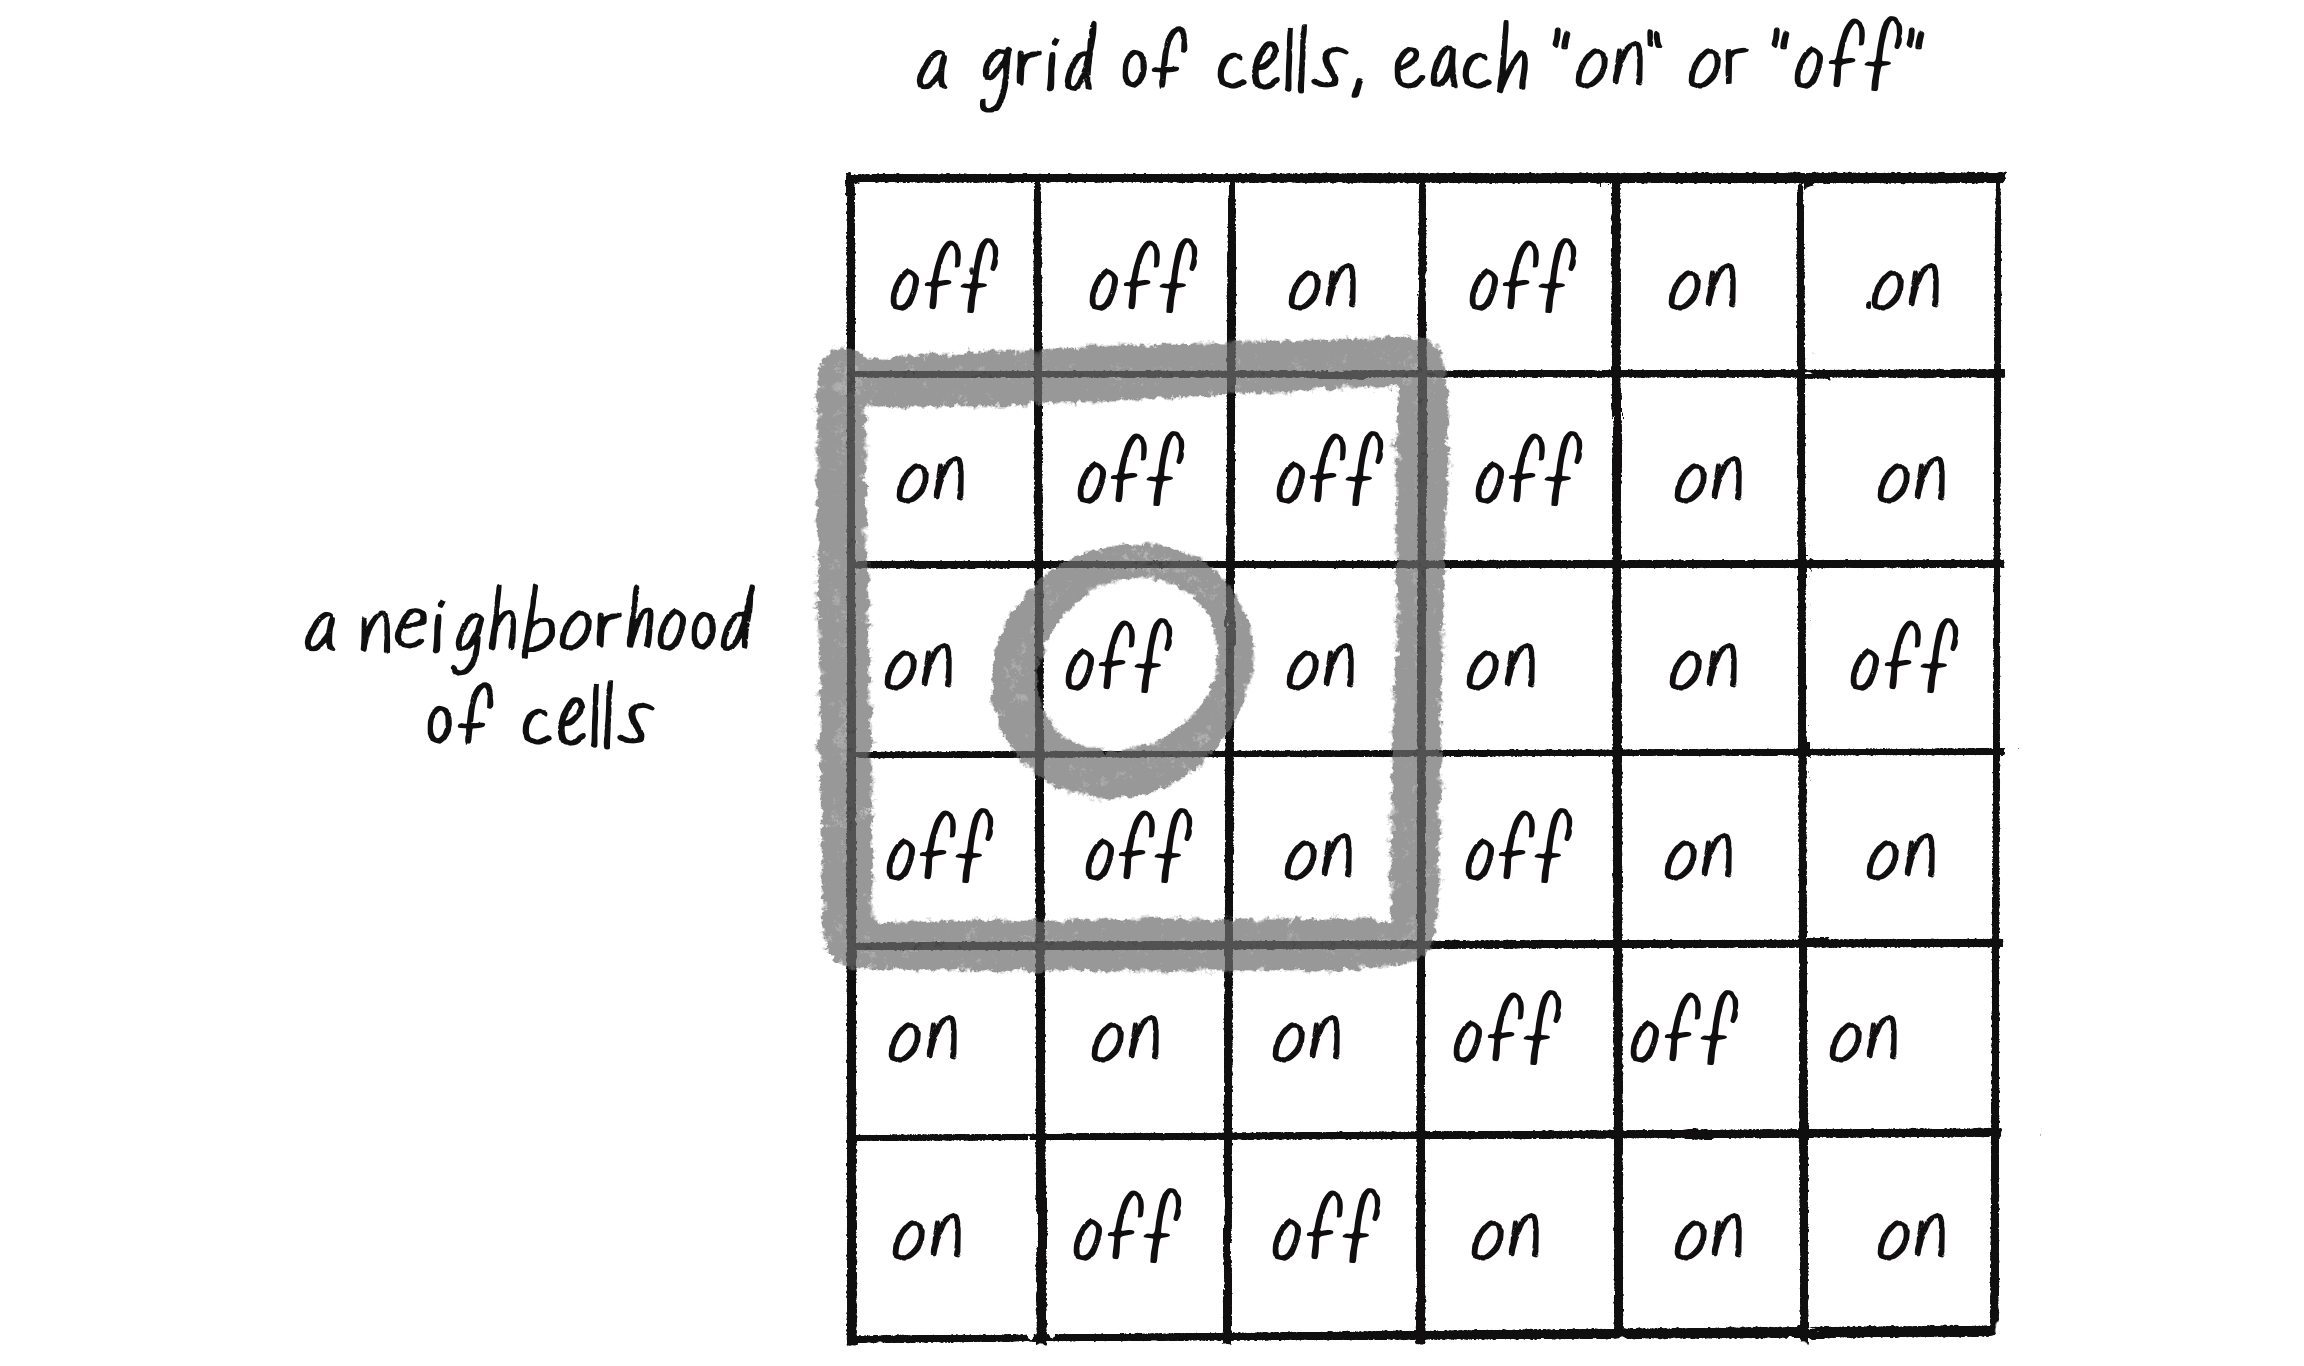 a grid of cells, each "on" or "off"
off off on off on on
on off off off on on
a neighborhood
of cells
on off on on on off
off off on off on on
on on on off off on
on off off on on on